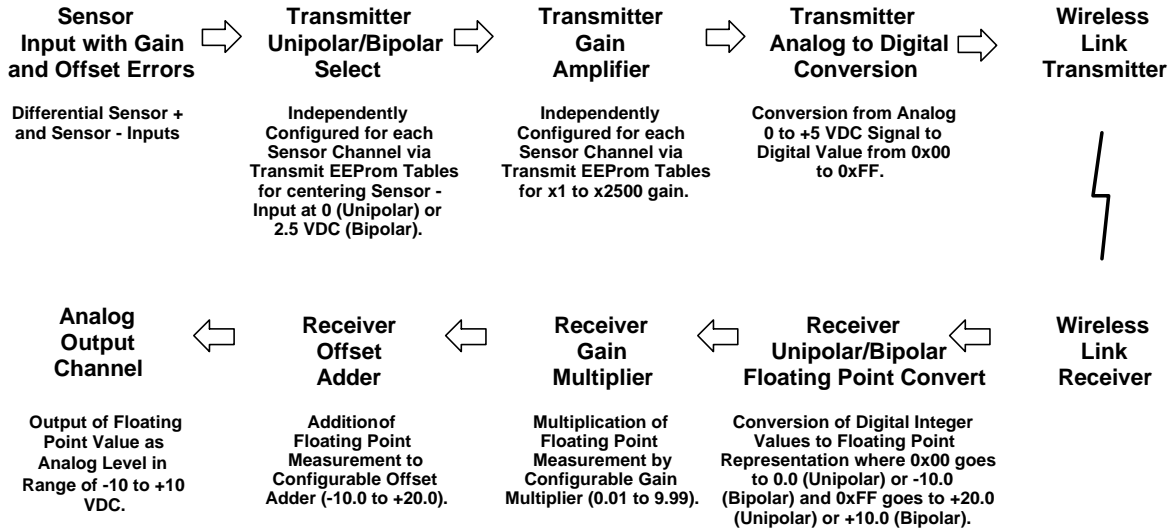 Sensor
Input with Gain
and Offset Errors
Differential Sensor +
and Sensor - Inputs
Transmitter
Unipolar/Bipolar
Select
Independently
Configured for each
Sensor Channel via
Transmit EEProm Tables
for centering Sensor -
Input at 0 (Unipolar) or
2.5 VDC (Bipolar).
Transmitter
Gain
Amplifier
Independently
Configured for each
Sensor Channel via
Transmit EEProm Tables
for x1 to x2500 gain.
Transmitter
Analog to Digital
Conversion
Conversion from Analog
0 to +5 VDC Signal to
Digital Value from 0x00
to 0xFF.
Wireless
Link
Transmitter
Wireless
Link
Receiver
Receiver
Unipolar/Bipolar
Floating Point Convert
Conversion of Digital Integer
Values to Floating Point
Representation where 0x00 goes
to 0.0 (Unipolar) or -10.0
(Bipolar) and 0xFF goes to +20.0
(Unipolar) or +10.0 (Bipolar).
Receiver
Gain
Multiplier
Multiplication of
Floating Point
Measurement by
Configurable Gain
Multiplier (0.01 to 9.99).
Receiver
Offset
Adder
Additionof
Floating Point
Measurement to
Configurable Offset
Adder (-10.0 to +20.0).
Analog
Output
Channel
Output of Floating
Point Value as
Analog Level in
Range of -10 to +10
VDC.